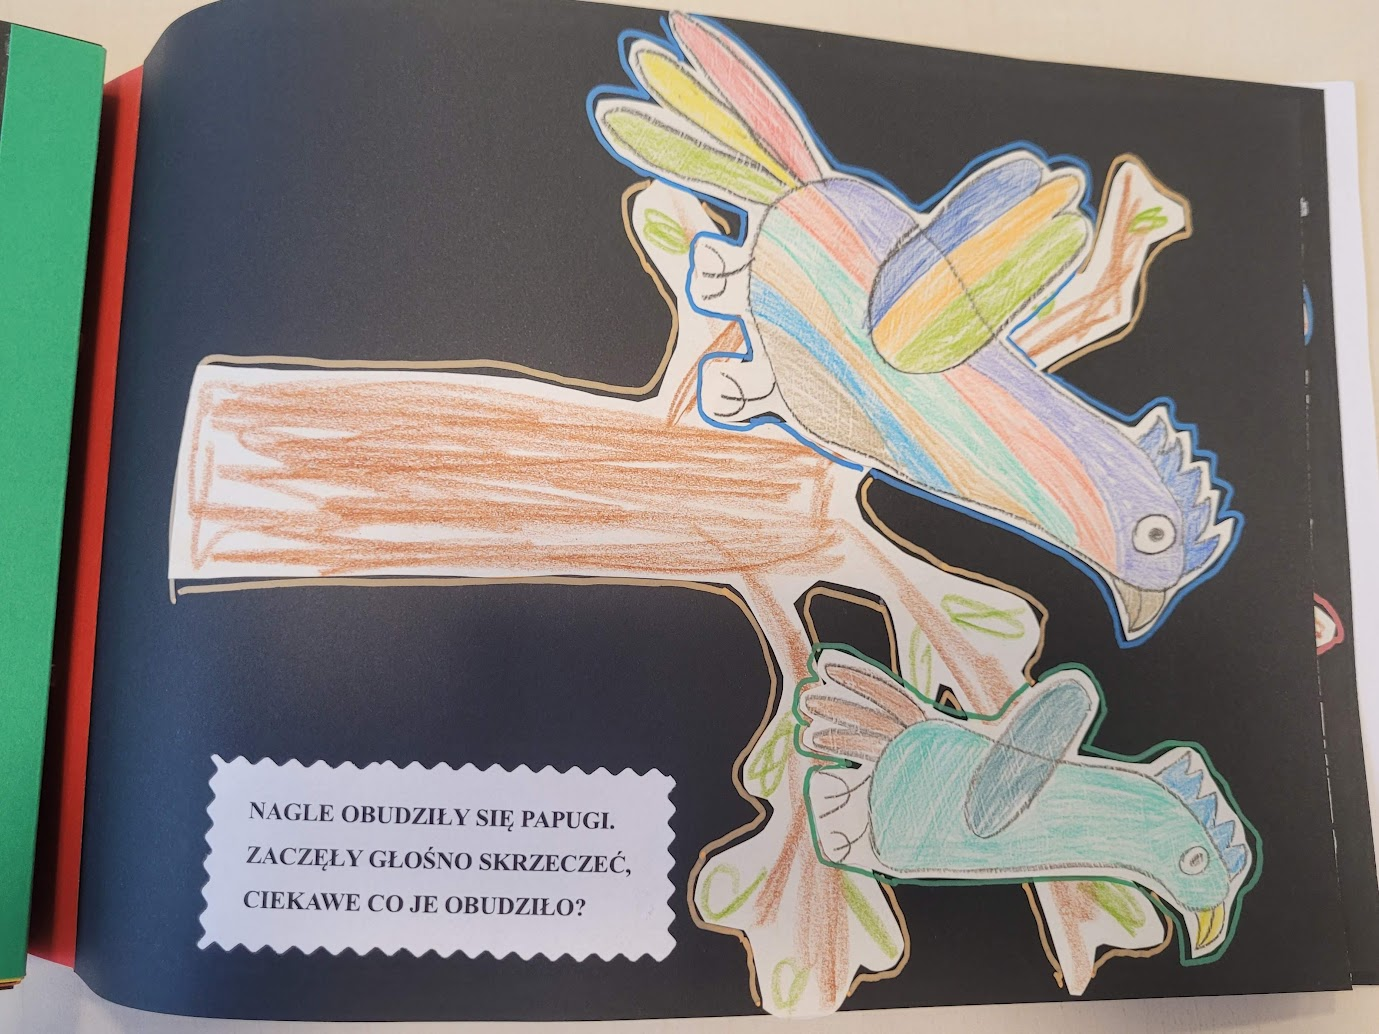 NAGLE OBUDZIŁY SIĘ PAPUGI.
ZACZĘŁY GŁOŚNO SKRZECZEĆ,
CIEKAWE CO JE OBUDZIŁO?